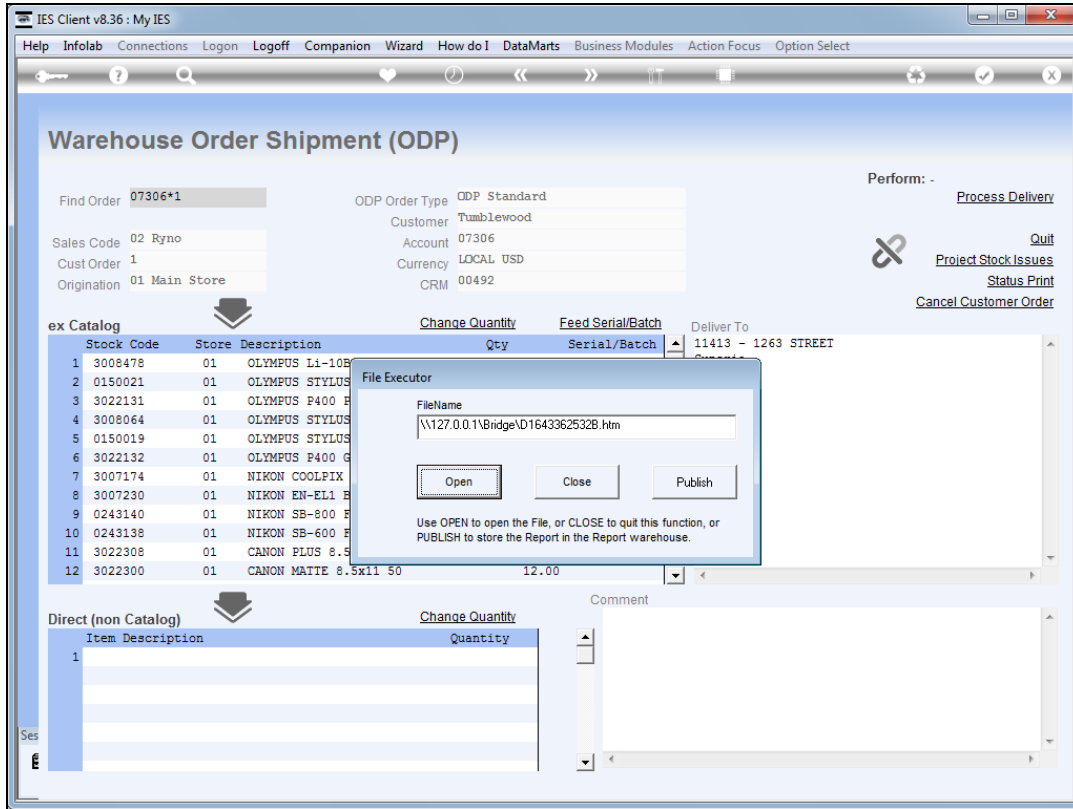 IES Client v8.36 : My IES
Help Infolab Connections Logon Logoff Companion Wizard How do I DataMarts Business Modules Action Focus Option Select
Warehouse Order Shipment (ODP)
Perform: -
Find Order 07306*1 ODP Order Type ODP Standard Process Delivery
Customer Tumblewood
Sales Code 02 Ryno Account 07306 Quit
Cust Order 1 Currency LOCAL USD Project Stock Issues
Origination 01 Main Store CRM 00492 Status Print
Cancel Customer Order
ex Catalog Change Quantity Feed Serial/Batch Deliver To
Stock Code Store Description Qty Serial/Batch 11413 - 1263 STREET
1 3008478 01 OLYMPUS Li-10B
2 0150021 01 OLYMPUS STYLUS
3 3022131 01 OLYMPUS P400 P
4 3008064 01 OLYMPUS STYLUS
5 0150019 01 OLYMPUS STYLUS
6 3022132 01 OLYMPUS P400 G
7 3007174 01 NIKON COOLPIX
8 3007230 01 NIKON EN-EL1 B
9 0243140 01 NIKON SB-800 F
10 0243138 01 NIKON SB-600 F
11 3022308 01 CANON PLUS 8.5
12 3022300 01 CANON MATTE 8.5x11 50 12.00
File Executor
FileName
\\127.0.0.1\Bridge\D1643362532B.htm
Open Close Publish
Use OPEN to open the File, or CLOSE to quit this function, or
PUBLISH to store the Report in the Report warehouse.
Direct (non Catalog) Change Quantity Comment
Item Description Quantity
1
Ses